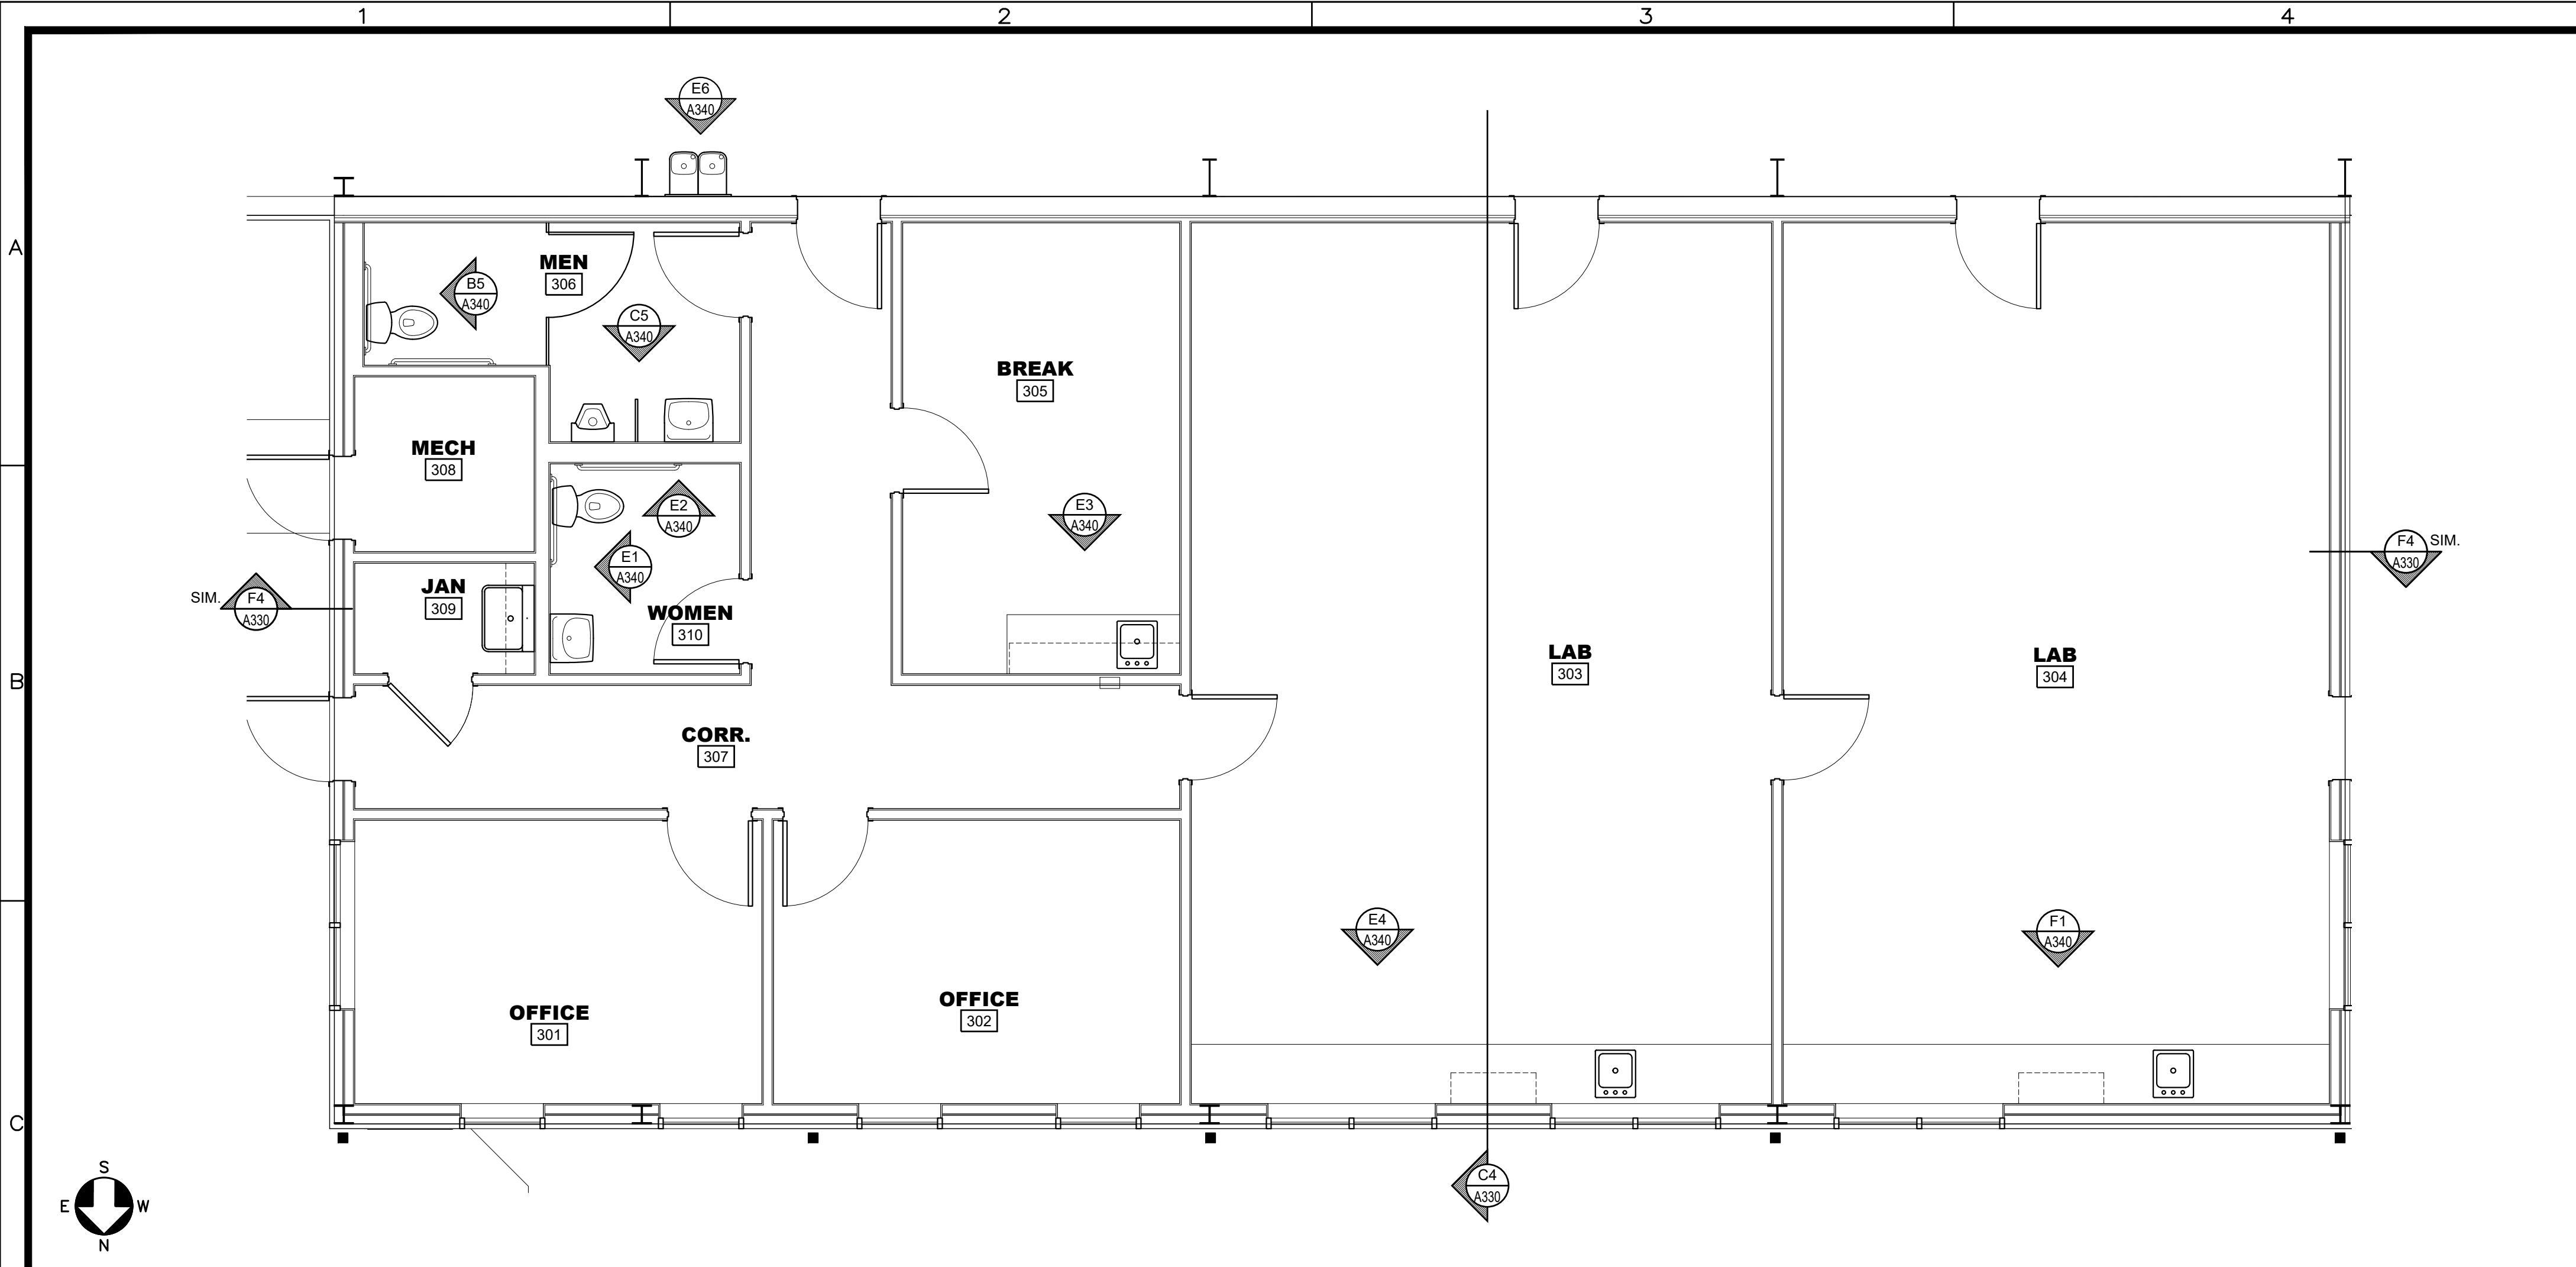 1
2
3
4
E6
A340
A
MEN
306
B5
A340
C5
A340
BREAK
305
MECH
308
E2
A340
E3
A340
E1
A340
F4
A330
SIM.
JAN
309
SIM.
F4
A330
WOMEN
310
LAB
303
LAB
304
B
CORR.
307
E4
A340
F1
A340
OFFICE
301
OFFICE
302
C
C4
A330
S
E
W
N